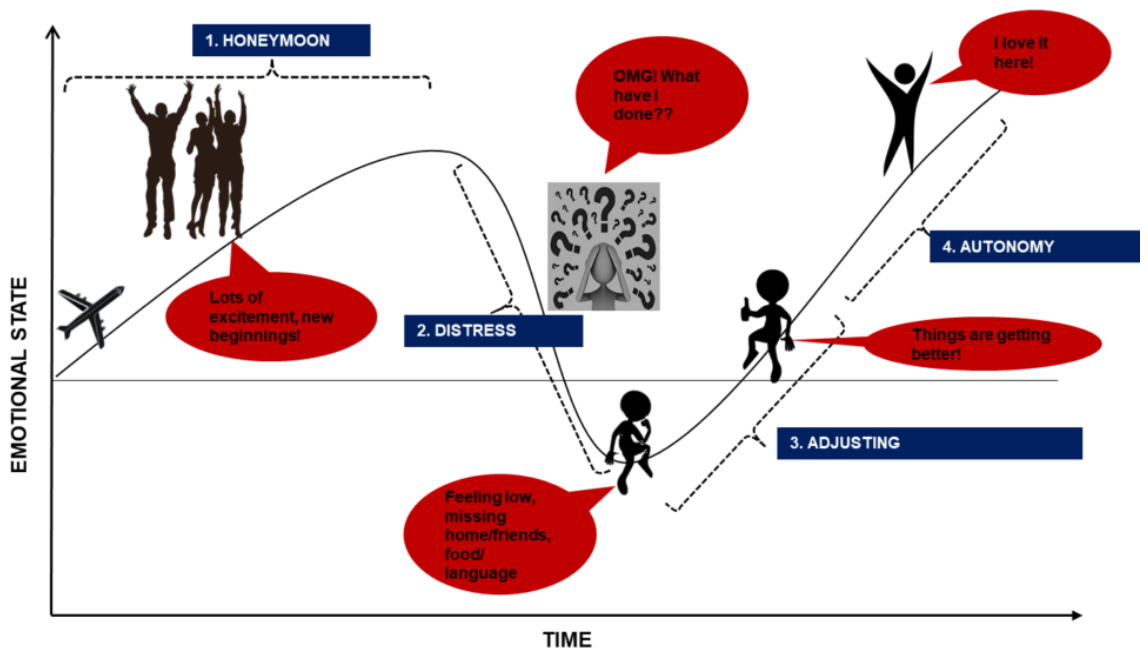 1. HONEYMOON
I love it
here!
OMG! What
have I
done??
4. AUTONOMY
Lots of
excitement, new
beginnings!
2. DISTRESS
Things are getting
better!
3. ADJUSTING
Feeling low,
missing
home/friends,
food/
language
EMOTIONAL STATE
TIME